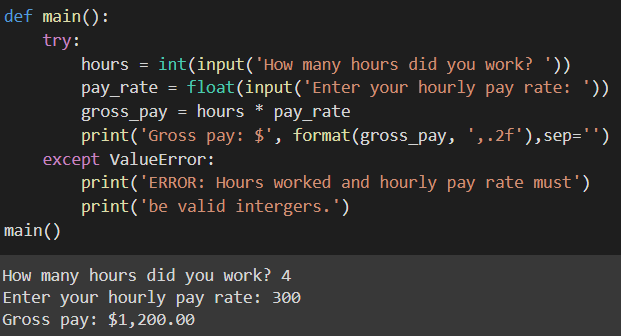 def main():
    try:
        hours = int(input('How many hours did you work? '))
        pay_rate = float(input('Enter your hourly pay rate: '))
        gross_pay = hours * pay_rate
        print('Gross pay: $', format(gross_pay, ',.2f'),sep='')
    except ValueError:
        print('ERROR: Hours worked and hourly pay rate must')
        print('be valid intergers.')
main()
How many hours did you work? 4
Enter your hourly pay rate: 300
Gross pay: $1,200.00